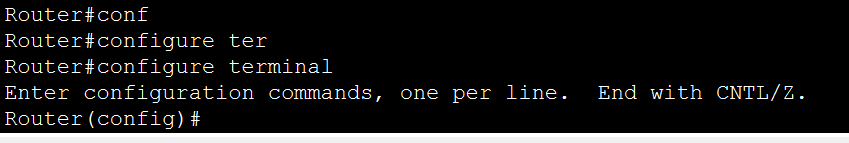 Router#conf
Router#configure ter
Router#configure terminal
Enter configuration commands, one per line.  End with CNTL/Z.
Router(config)#